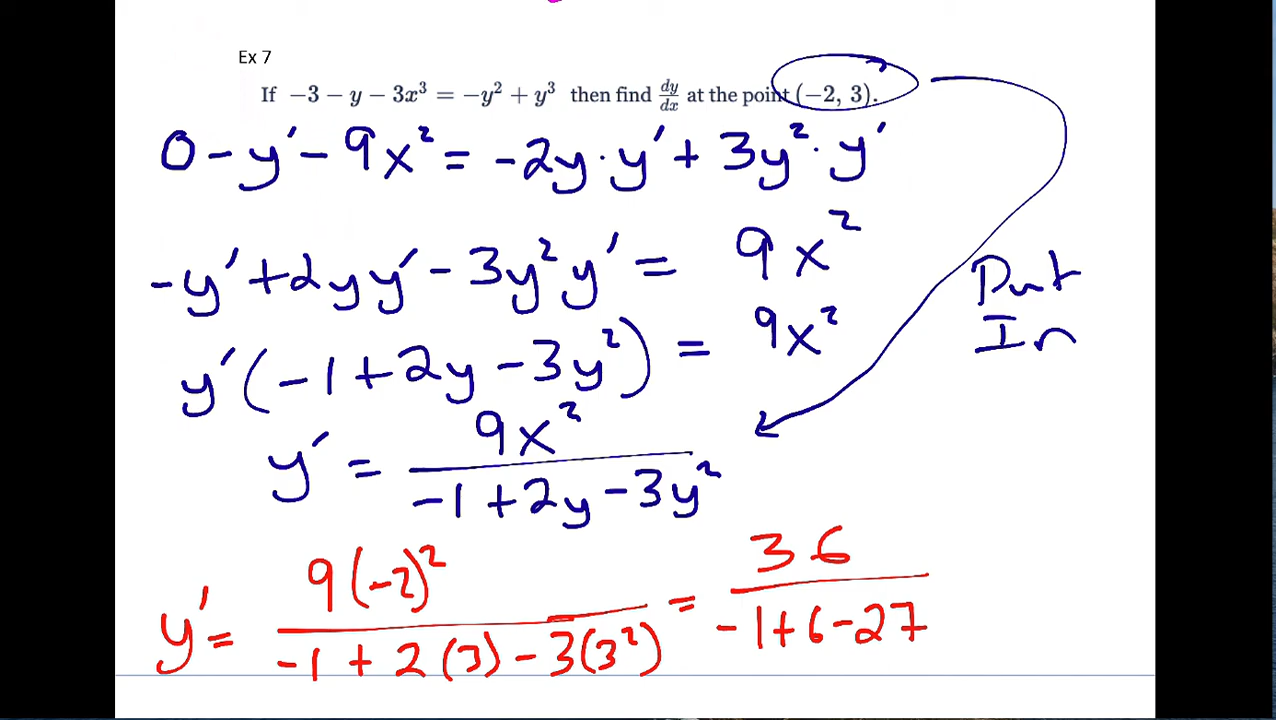 Ex 7
If −3 − y − 3x³ = −y² + y³ then find dy/dx at the point (−2, 3).
0 - y' - 9x² = -2y · y' + 3y² · y'
-y' + 2yy' - 3y²y' = 9x²
Put
In
y'(-1 + 2y - 3y²) = 9x²
y' = 9x² / (-1 + 2y - 3y²)
y' = 9(-2)² / (-1 + 2(3) - 3(3²)) = 36 / (-1 + 6 - 27)